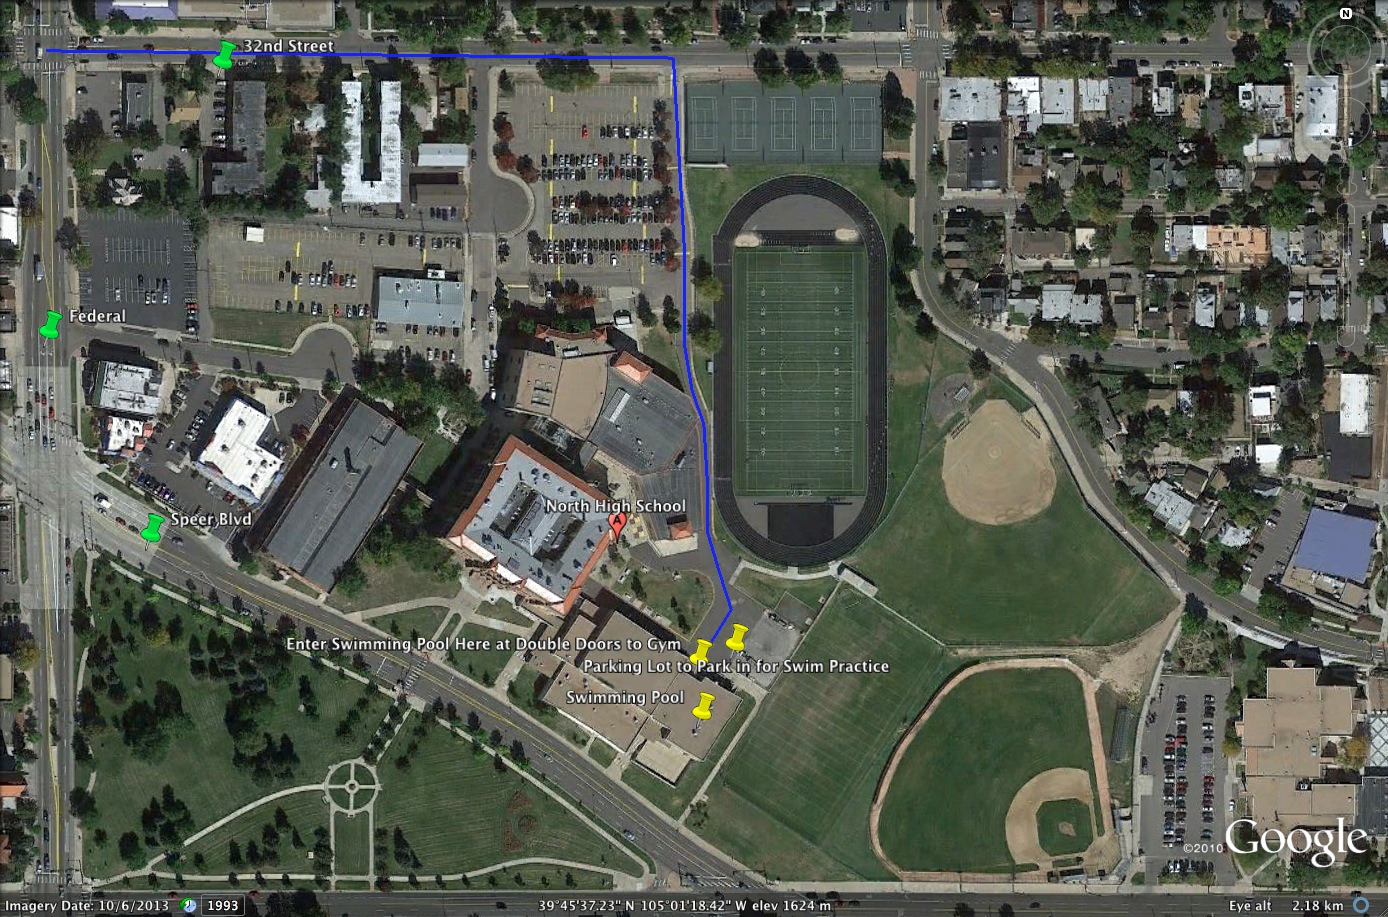 N
32nd Street
Federal
Speer Blvd
North High School
A
Enter Swimming Pool Here at Double Doors to Gym
Parking Lot to Park in for Swim Practice
Swimming Pool
©2010 Google
Imagery Date: 10/6/2013 1993 39°45'37.23" N 105°01'18.42" W elev 1624 m Eye alt 2.18 km